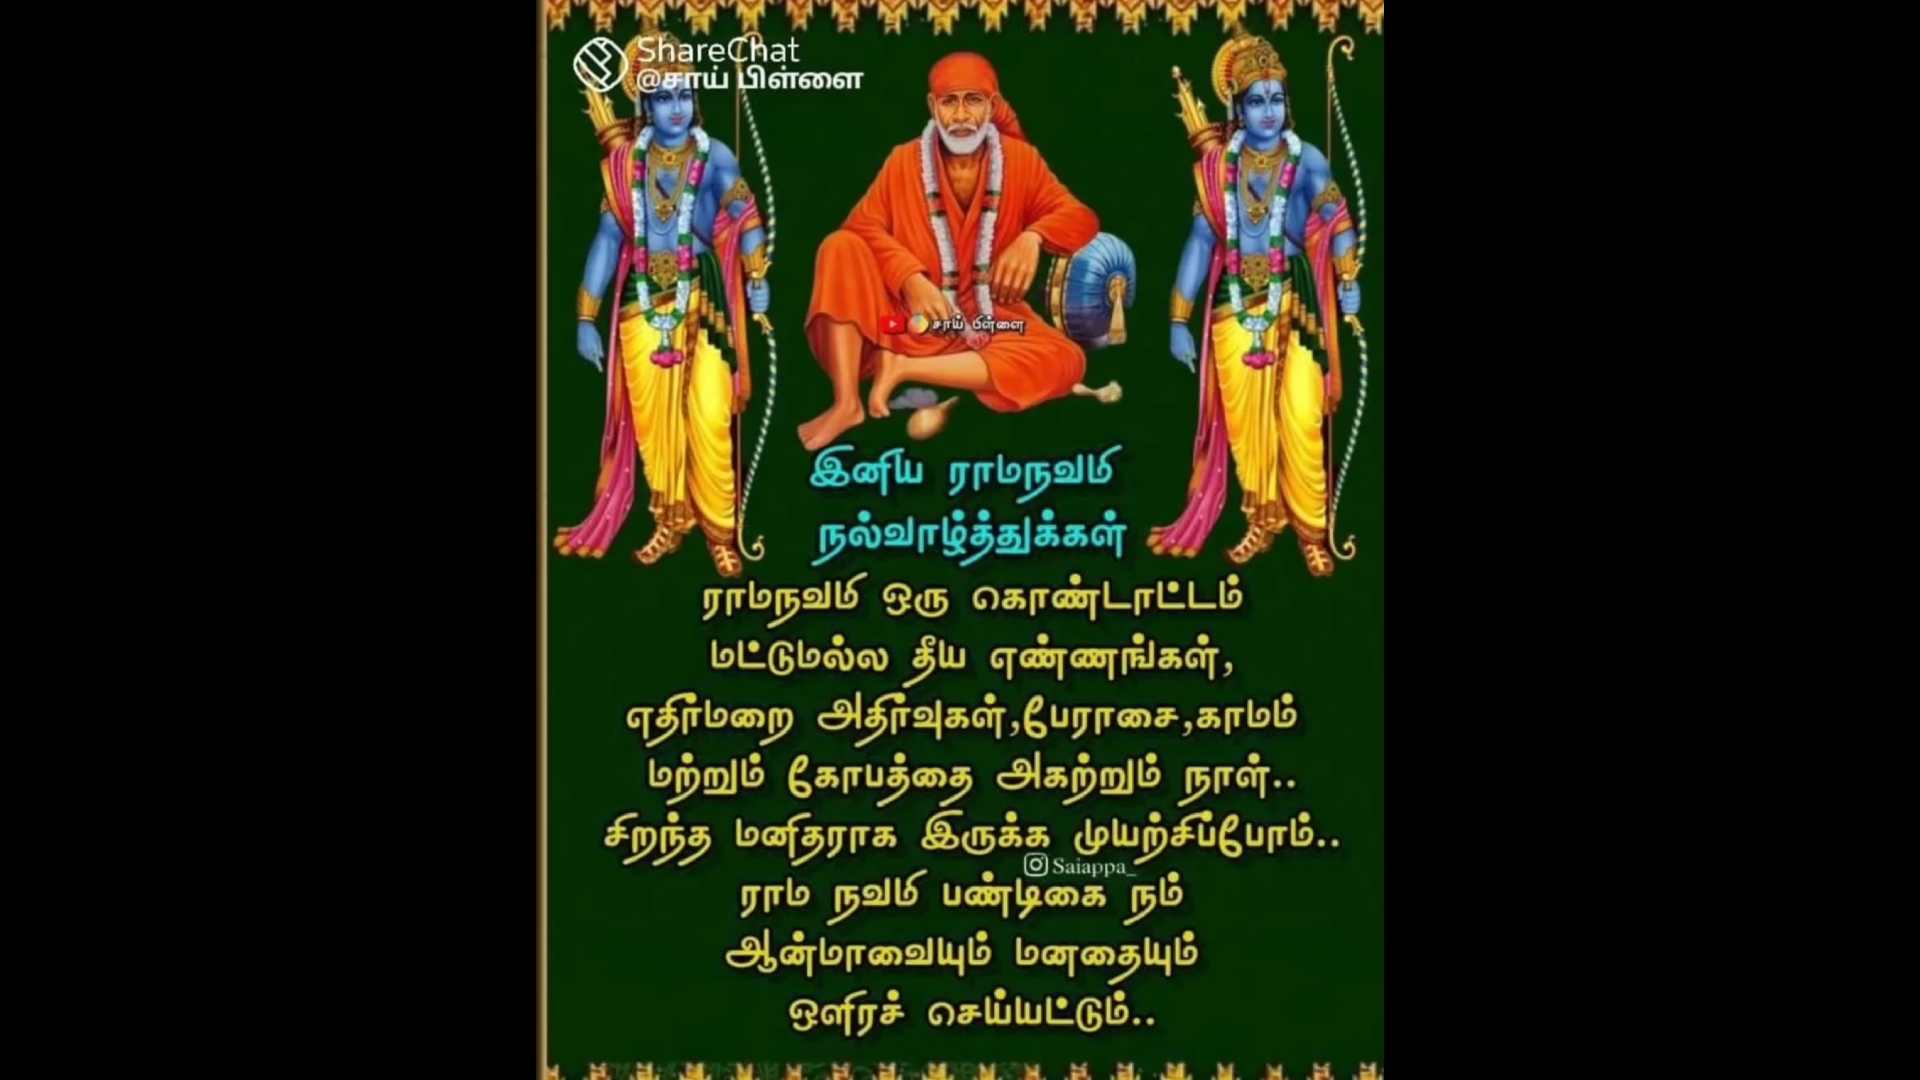 ShareChat
@சாய் பிள்ளை
சாய் பிள்ளை
இனிய ராமநவமி
நல்வாழ்த்துக்கள்
ராமநவமி ஒரு கொண்டாட்டம்
மட்டுமல்ல தீய எண்ணங்கள்,
எதிர்மறை அதிர்வுகள்,பேராசை,காமம்
மற்றும் கோபத்தை அகற்றும் நாள்..
சிறந்த மனிதராக இருக்க முயற்சிப்போம்..
Saiappa_
ராம நவமி பண்டிகை நம்
ஆன்மாவையும் மனதையும்
ஒளிரச் செய்யட்டும்..